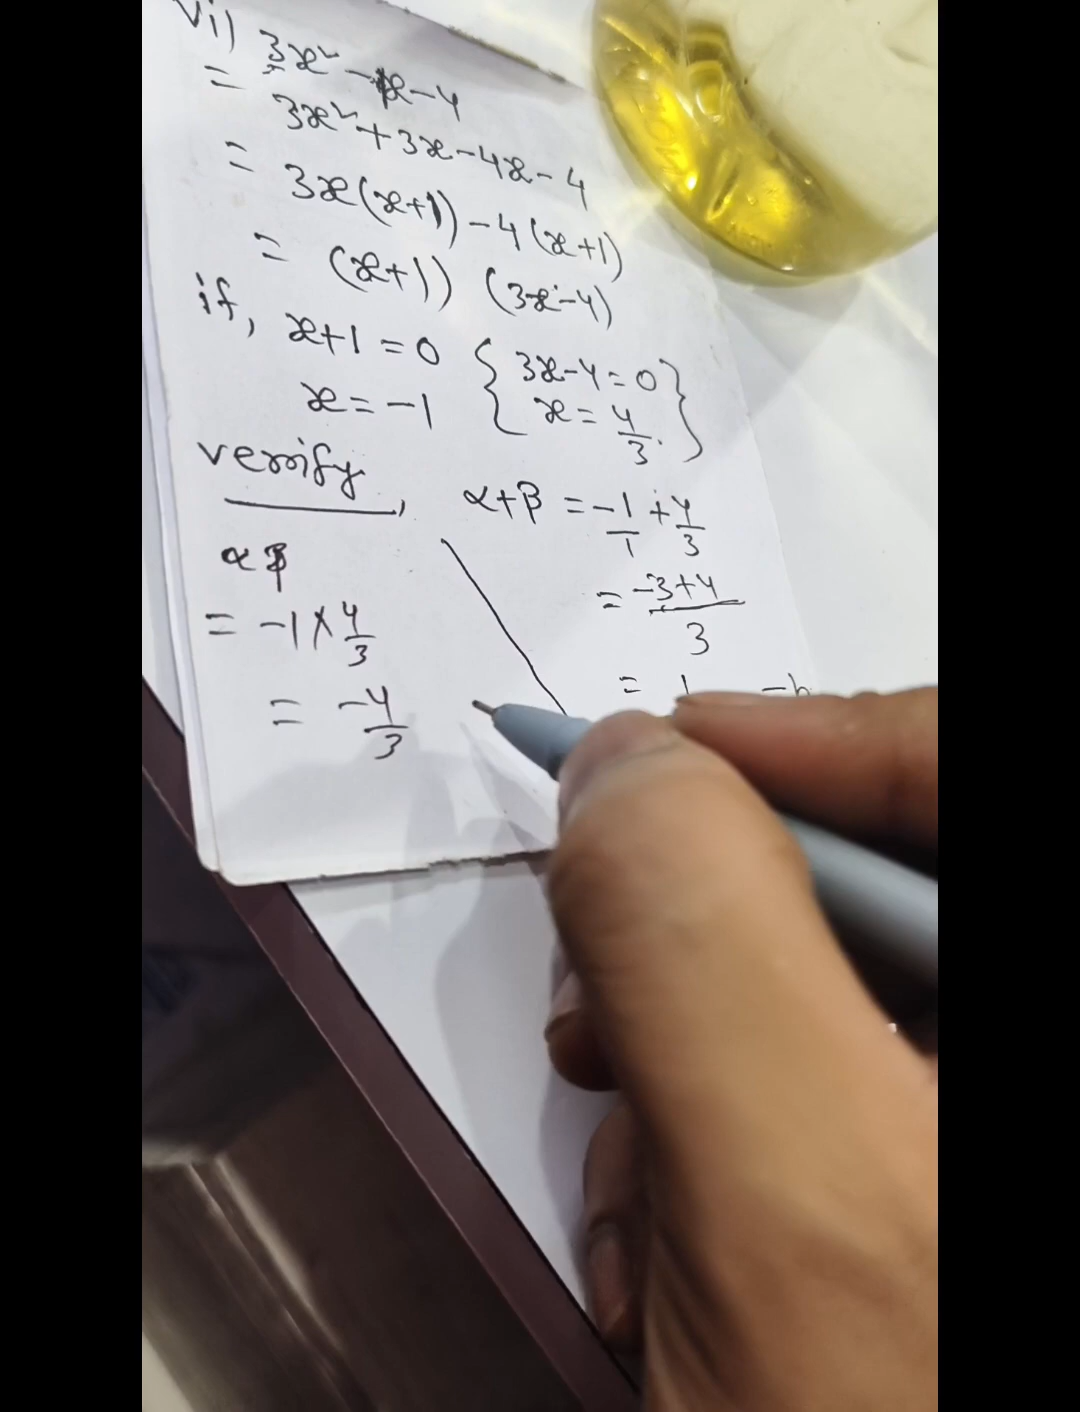 vi) 3x² - x - 4
= 3x² + 3x - 4x - 4
= 3x(x+1) - 4(x+1)
= (x+1)) (3x-4)
if, x+1 = 0 { 3x-4=0
x = -1 x = 4/3. }
verify, α+β = -1/1 + 4/3
αβ
= -3+4/3
= -1 × 4/3
= 1
= -4/3